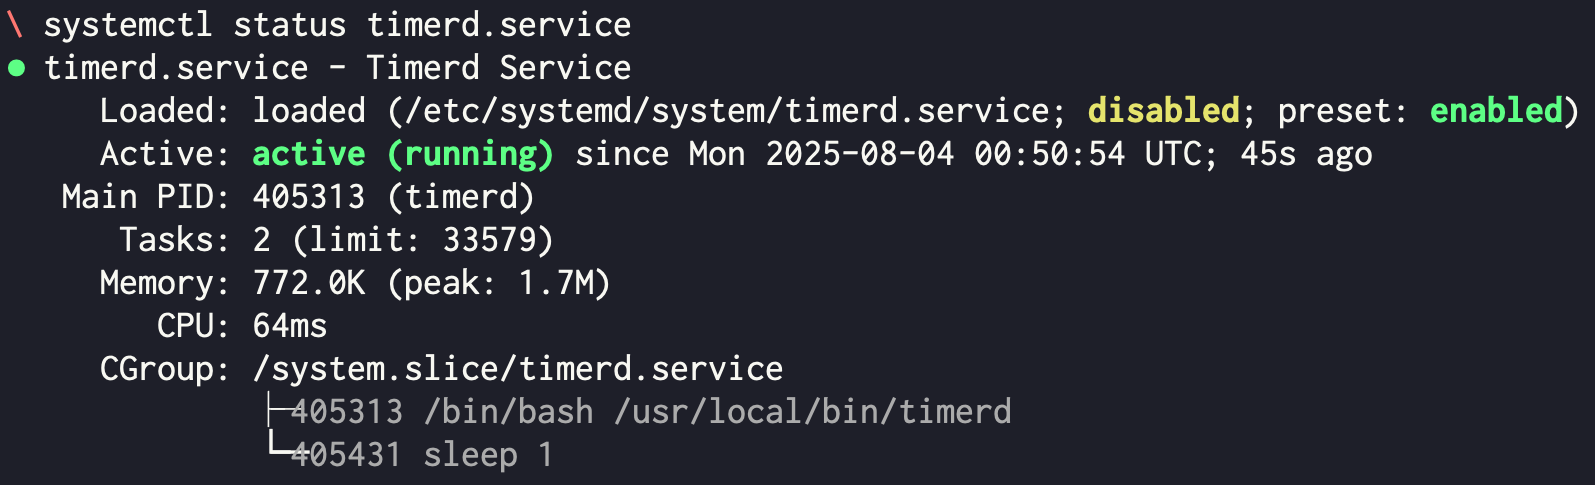 \ systemctl status timerd.service
● timerd.service - Timerd Service
     Loaded: loaded (/etc/systemd/system/timerd.service; disabled; preset: enabled)
     Active: active (running) since Mon 2025-08-04 00:50:54 UTC; 45s ago
   Main PID: 405313 (timerd)
      Tasks: 2 (limit: 33579)
     Memory: 772.0K (peak: 1.7M)
        CPU: 64ms
     CGroup: /system.slice/timerd.service
             ├─405313 /bin/bash /usr/local/bin/timerd
             └─405431 sleep 1